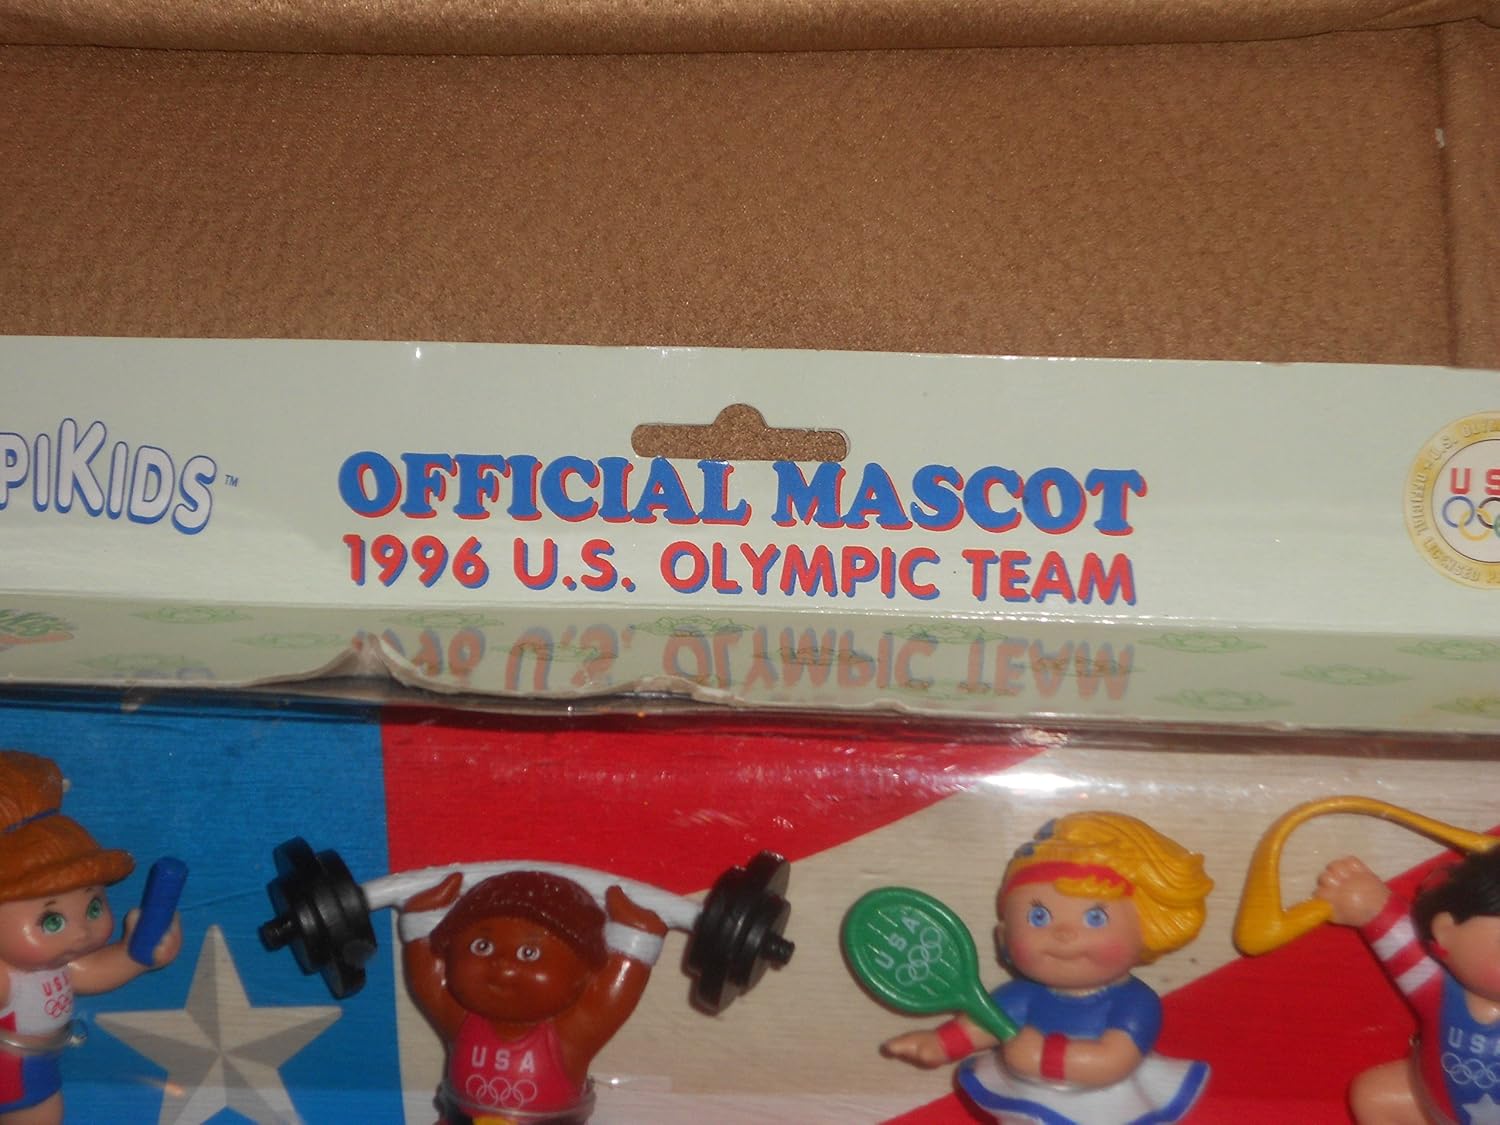 PIKIDS™
OFFICIAL MASCOT
1996 U.S. OLYMPIC TEAM
U.S.
USA
USA
USA
USA